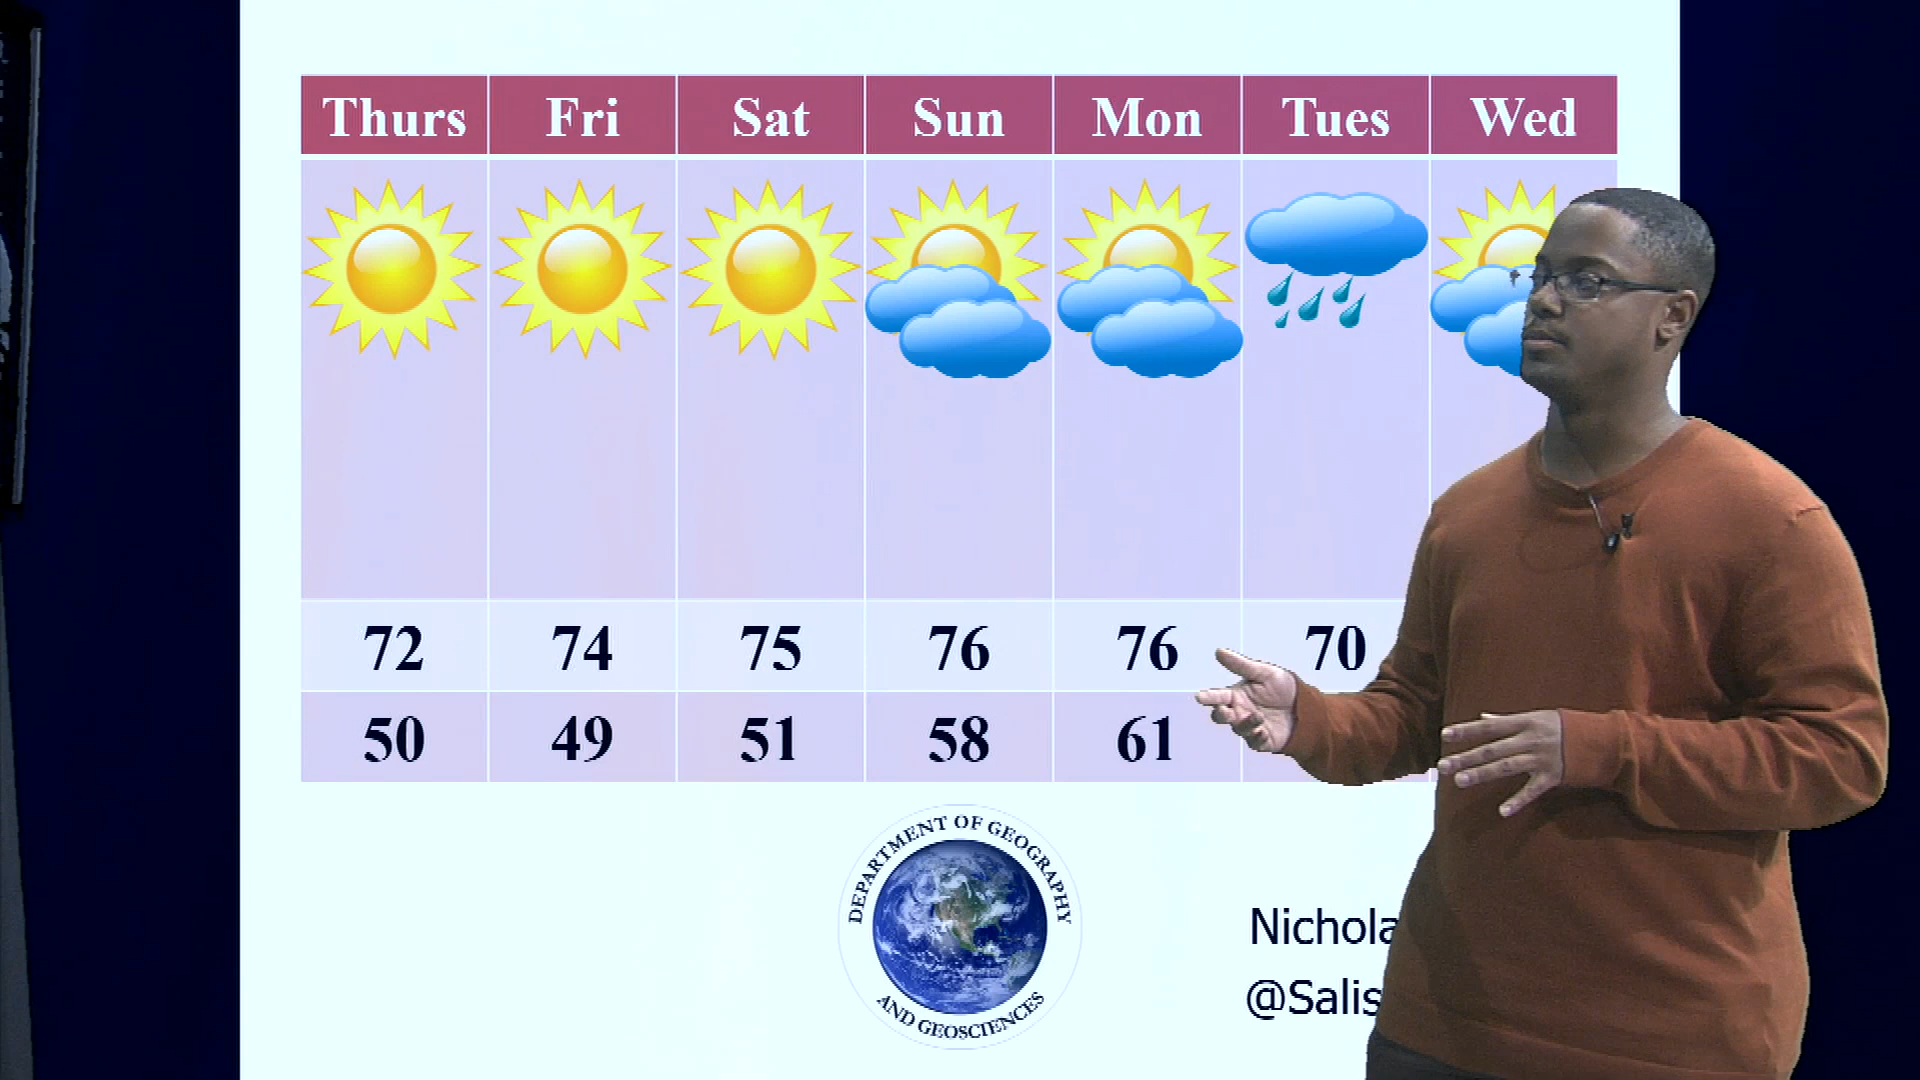 Thurs Fri Sat Sun Mon Tues Wed
72 74 75 76 76 70
50 49 51 58 61
DEPARTMENT OF GEOGRAPHY
AND GEOSCIENCES
Nichola
@Salis